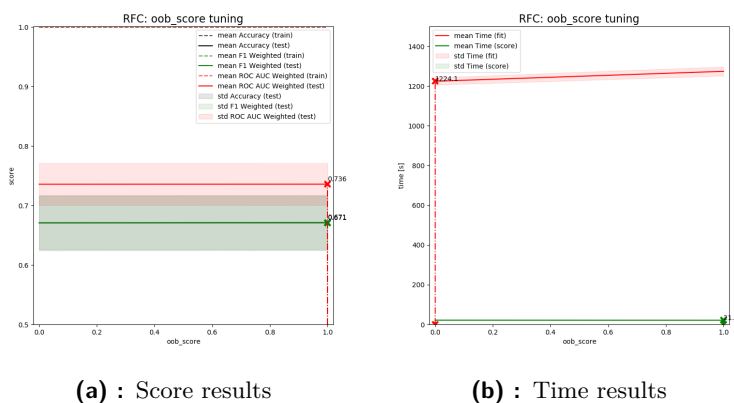 RFC: oob_score tuning
mean Accuracy (train)
mean Accuracy (test)
mean F1 Weighted (train)
mean F1 Weighted (test)
mean ROC AUC Weighted (train)
mean ROC AUC Weighted (test)
std Accuracy (test)
std F1 Weighted (test)
std ROC AUC Weighted (test)
1.0
0.9
0.8
0.7
0.6
0.5
score
0.736
0.671
0.0
0.2
0.4
0.6
0.8
1.0
oob_score
(a) : Score results
RFC: oob_score tuning
mean Time (fit)
mean Time (score)
std Time (fit)
std Time (score)
1400
1200
1000
800
600
400
200
0
time [s]
1224.1
21.
0.0
0.2
0.4
0.6
0.8
1.0
oob_score
(b) : Time results